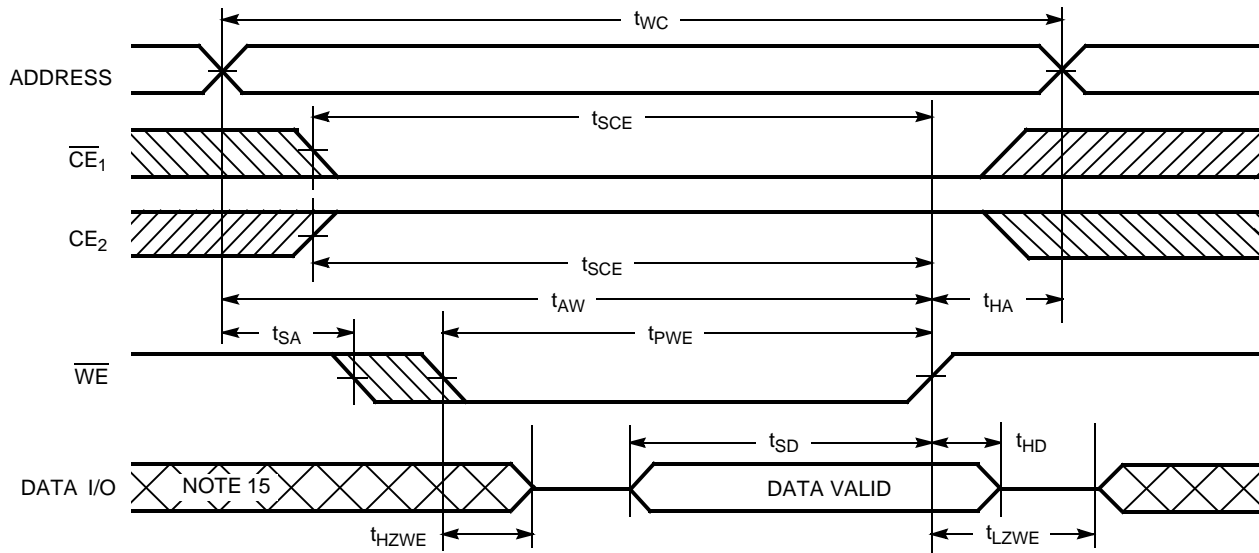 tWC
ADDRESS
tSCE
CE1
CE2
tSCE
tAW
tHA
tSA
tPWE
WE
tSD
tHD
DATA I/O
NOTE 15
DATA VALID
tHZWE
tLZWE